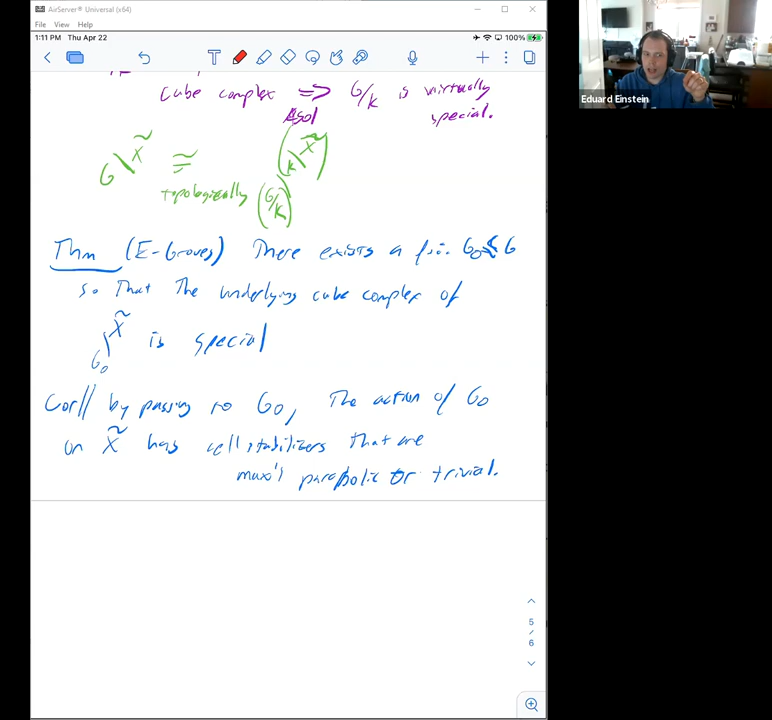 AirServer® Universal (x64)
File View Help
1:11 PM Thu Apr 22
100%
Eduard Einstein
cube complex ⟹ G/K is virtually
special.
G\X̃ ≅ (K\X̃)
topologically (G/K)
Thm (E-Groves) There exists a f.i. G₀ ≤ G
so That The underlying cube complex of
G₀\X̃ is special
Cor// by passing to G₀, The action of G₀
on X̃ has cell stabilizers that are
max'l parabolic or trivial.
5
/
6